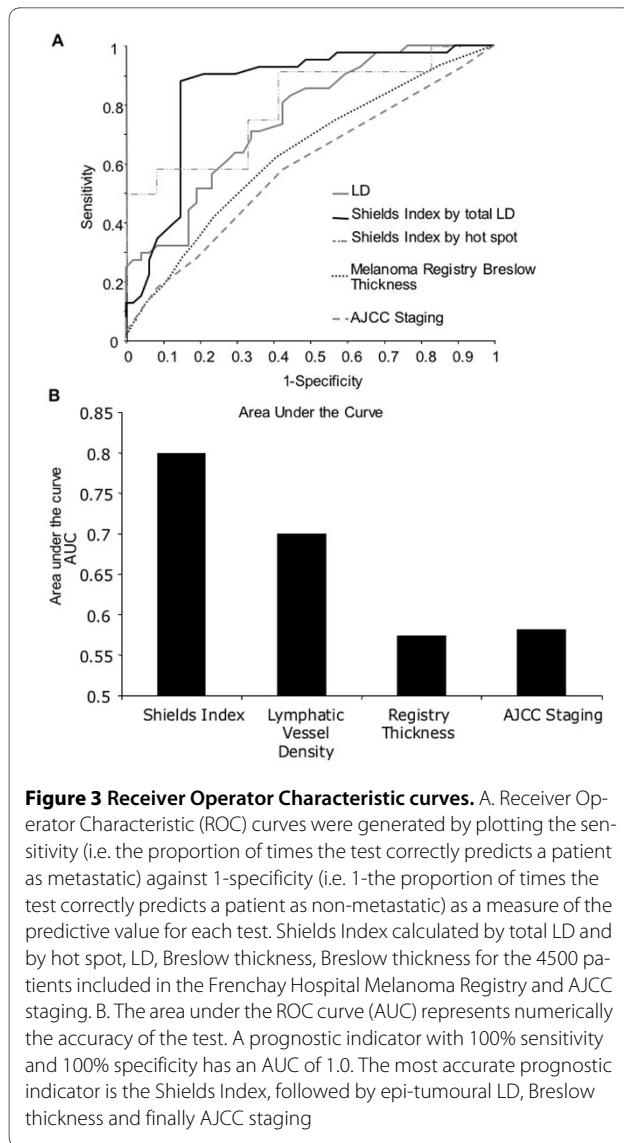 A
1
0.8
0.6
0.4
0.2
0
Sensitivity
LD
Shields Index by total LD
Shields Index by hot spot
Melanoma Registry Breslow
Thickness
AJCC Staging
0 0.1 0.2 0.3 0.4 0.5 0.6 0.7 0.8 0.9 1
1-Specificity
B
Area Under the Curve
0.85
0.8
0.75
0.7
0.65
0.6
0.55
0.5
Area under the curve
AUC
Shields Index
Lymphatic
Vessel
Density
Registry
Thickness
AJCC Staging
Figure 3 Receiver Operator Characteristic curves. A. Receiver Op-
erator Characteristic (ROC) curves were generated by plotting the sen-
sitivity (i.e. the proportion of times the test correctly predicts a patient
as metastatic) against 1-specificity (i.e. 1-the proportion of times the
test correctly predicts a patient as non-metastatic) as a measure of the
predictive value for each test. Shields Index calculated by total LD and
by hot spot, LD, Breslow thickness, Breslow thickness for the 4500 pa-
tients included in the Frenchay Hospital Melanoma Registry and AJCC
staging. B. The area under the ROC curve (AUC) represents numerically
the accuracy of the test. A prognostic indicator with 100% sensitivity
and 100% specificity has an AUC of 1.0. The most accurate prognostic
indicator is the Shields Index, followed by epi-tumoural LD, Breslow
thickness and finally AJCC staging